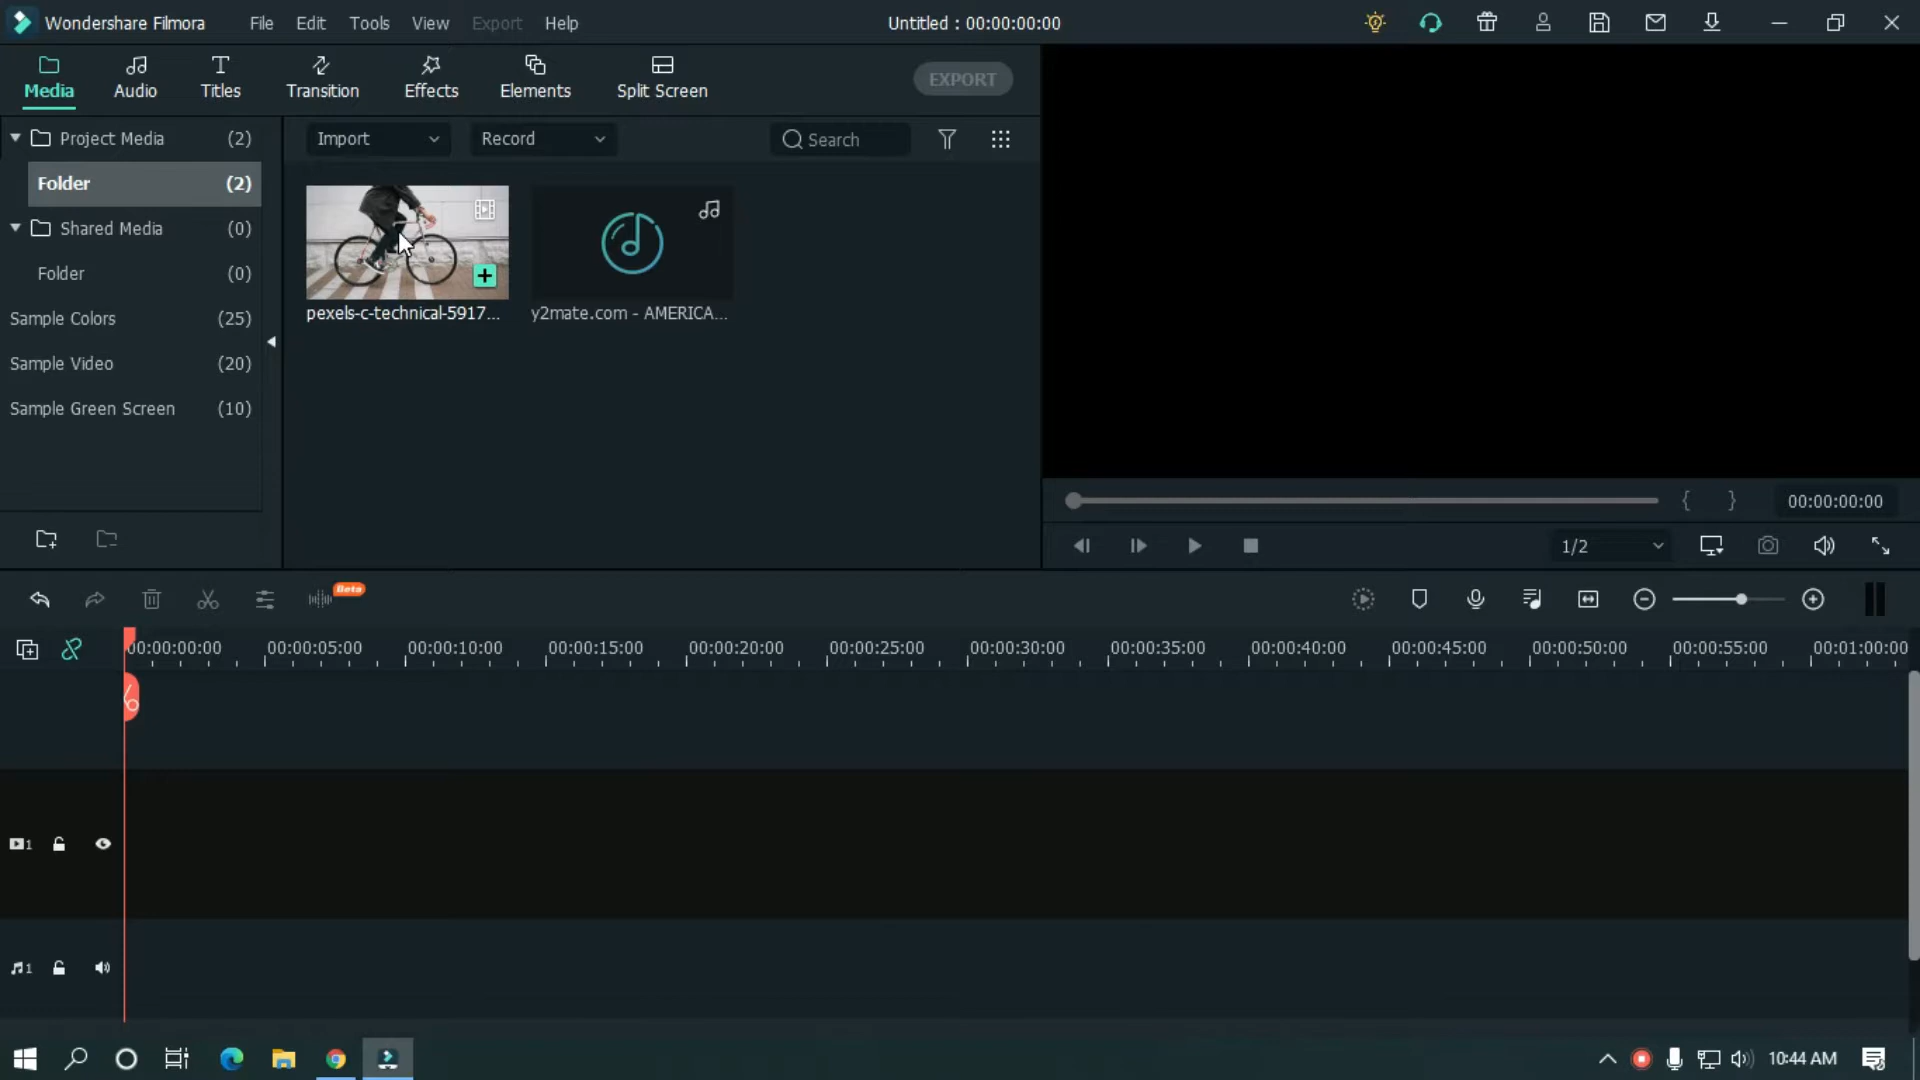 Wondershare Filmora File Edit Tools View Export Help Untitled : 00:00:00:00
Media Audio Titles Transition Effects Elements Split Screen EXPORT
Project Media (2) Import Record Search
Folder (2)
Shared Media (0)
Folder (0)
Sample Colors (25)
Sample Video (20)
Sample Green Screen (10)
pexels-c-technical-5917... y2mate.com - AMERICA...
{ } 00:00:00:00
1/2
Beta
00:00:00:00 00:00:05:00 00:00:10:00 00:00:15:00 00:00:20:00 00:00:25:00 00:00:30:00 00:00:35:00 00:00:40:00 00:00:45:00 00:00:50:00 00:00:55:00 00:01:00:00
1
1
10:44 AM